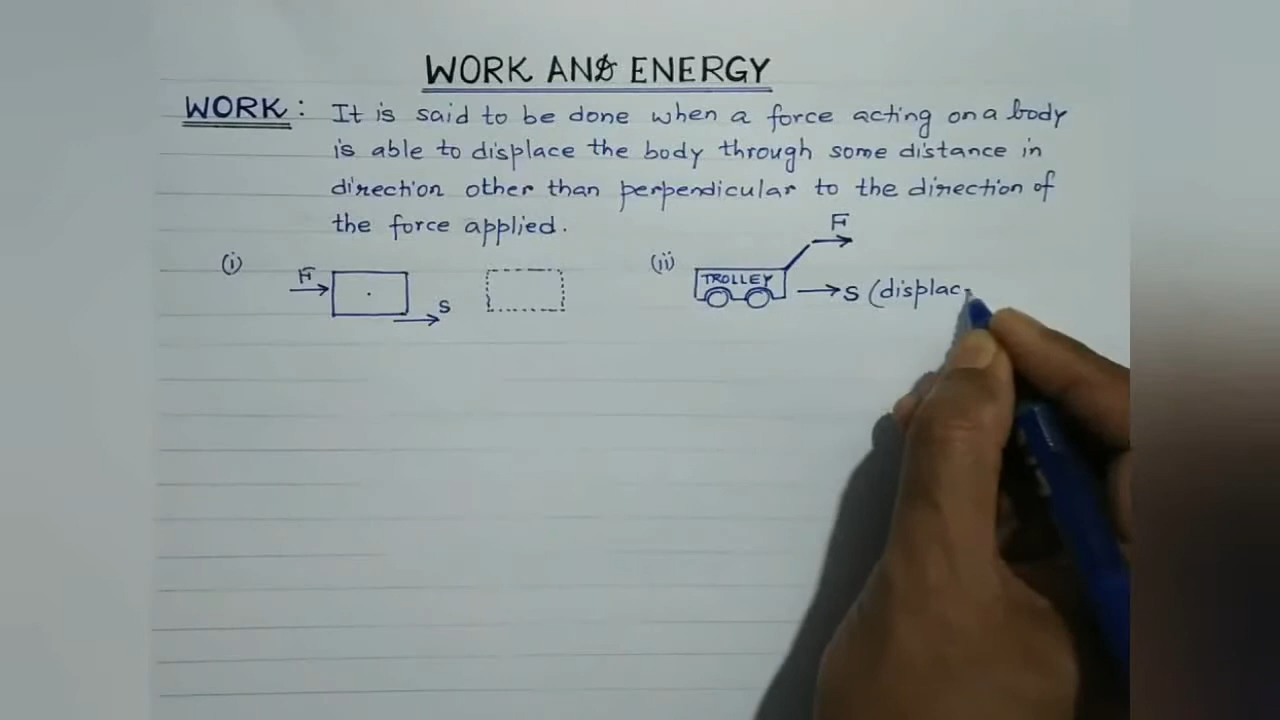 WORK AND ENERGY
WORK : It is said to be done when a force acting on a body
is able to displace the body through some distance in
direction other than perpendicular to the direction of
the force applied.
(i) F S
(ii) TROLLEY F
S (displac